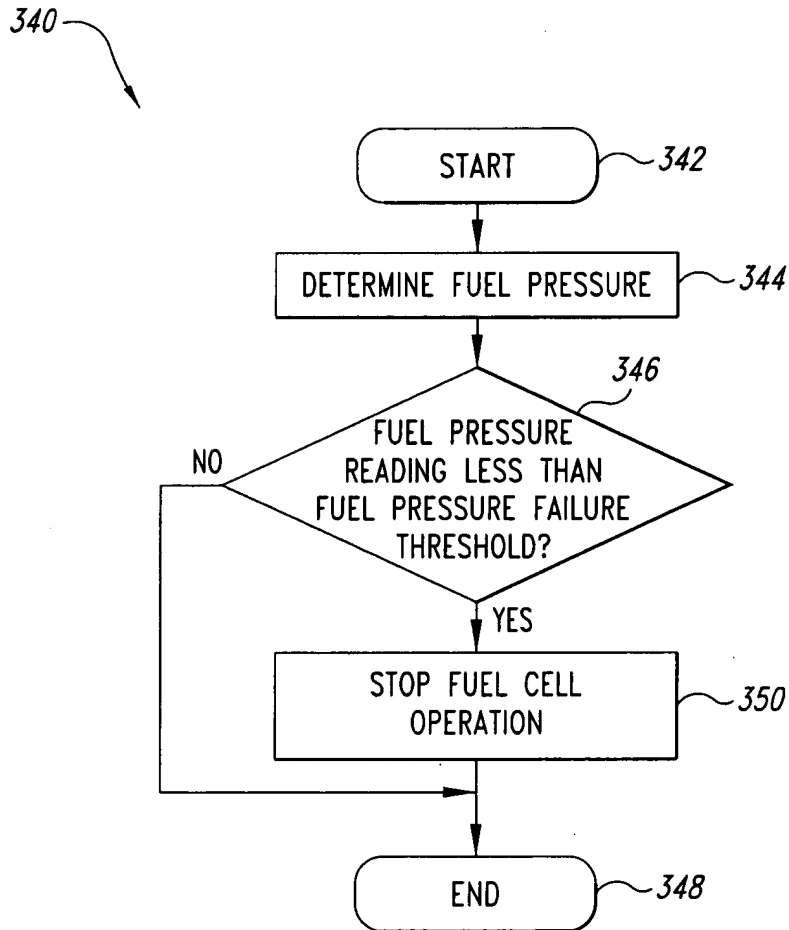 340
START
342
DETERMINE FUEL PRESSURE
344
346
FUEL PRESSURE
READING LESS THAN
FUEL PRESSURE FAILURE
THRESHOLD?
NO
YES
STOP FUEL CELL
OPERATION
350
END
348